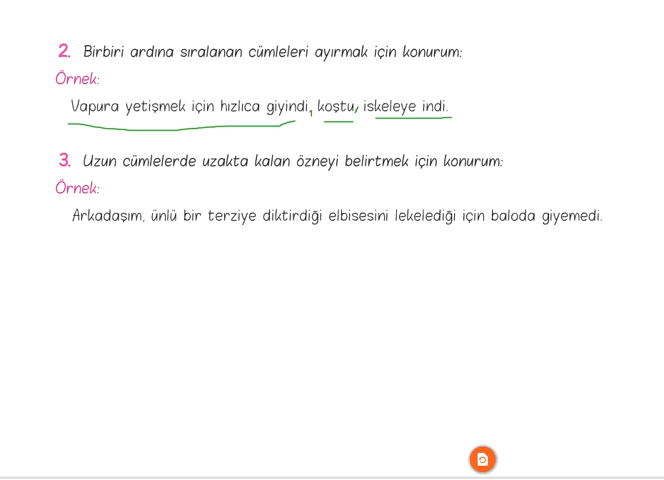 2. Birbiri ardına sıralanan cümleleri ayırmak için konurum:
Örnek:
Vapura yetişmek için hızlıca giyindi, koştu, iskeleye indi.
3. Uzun cümlelerde uzakta kalan özneyi belirtmek için konurum:
Örnek:
Arkadaşım, ünlü bir terziye diktirdiği elbisesini lekelediği için baloda giyemedi.